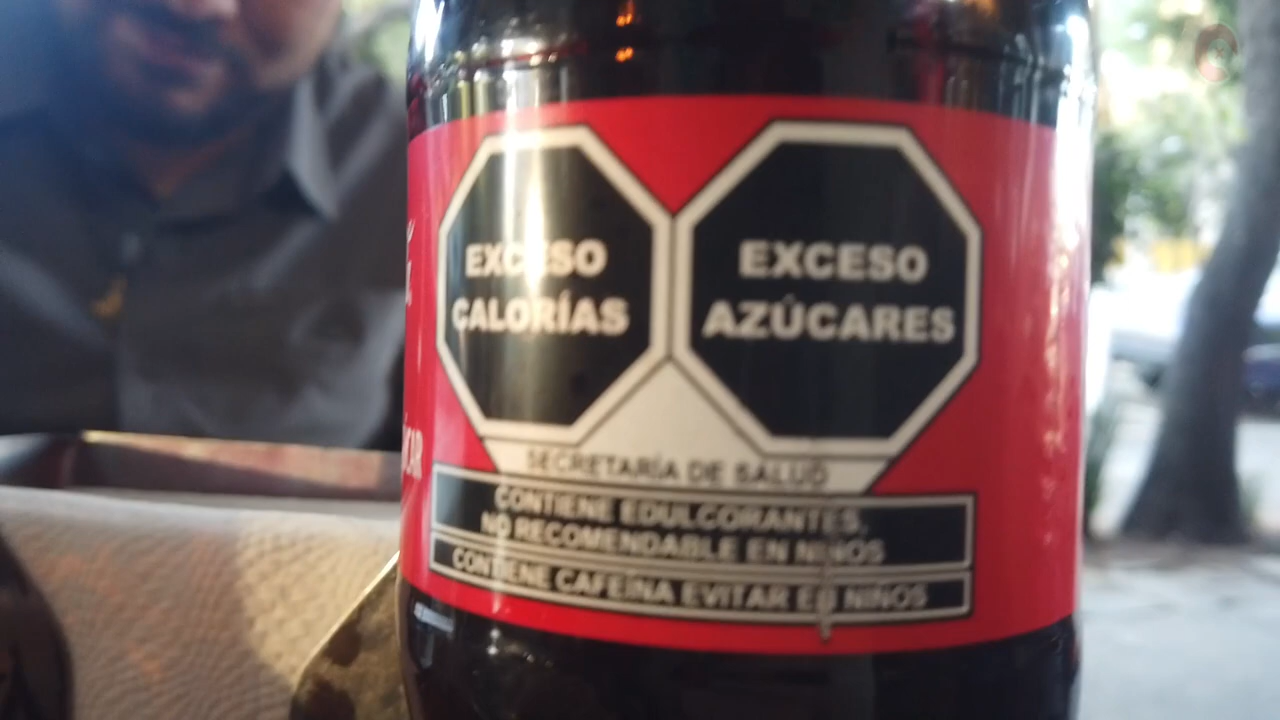 EXCESO
CALORÍAS
EXCESO
AZÚCARES
SECRETARÍA DE SALUD
CONTIENE EDULCORANTES,
NO RECOMENDABLE EN NIÑOS
CONTIENE CAFEÍNA EVITAR EN NIÑOS